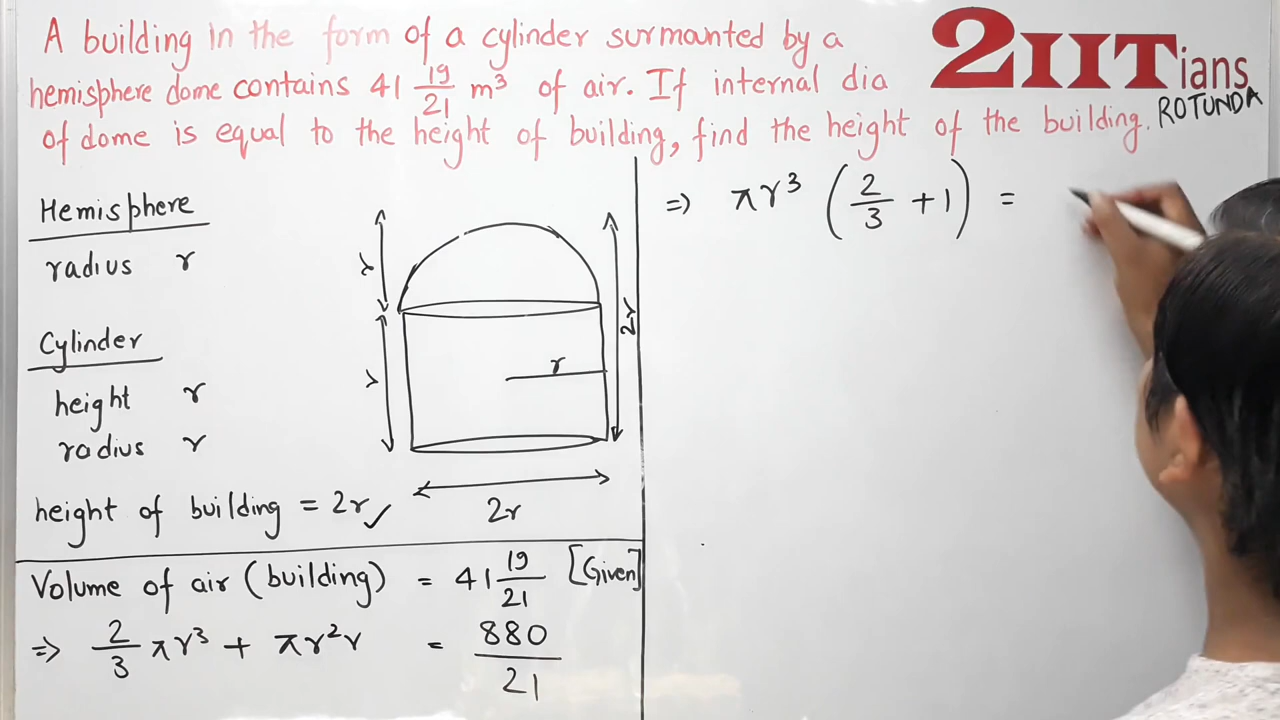 A building in the form of a cylinder surmanted by a
hemisphere dome contains 41 19/21 m³ of air. If internal dia
of dome is equal to the height of building, find the height of the building.
2IITians
ROTUNDA
Hemisphere
radius r
Cylinder
height r
radius r
height of building = 2r ✓
r
r
r
2r
2r
Volume of air (building) = 41 19/21 [Given]
⇒ 2/3 πr³ + πr²r = 880/21
⇒ πr³ (2/3 + 1) =